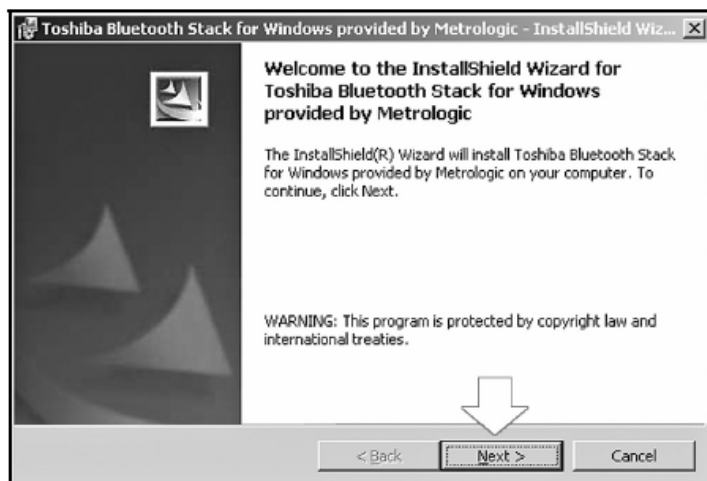 Toshiba Bluetooth Stack for Windows provided by Metrologic - InstallShield Wiz...
Welcome to the InstallShield Wizard for
Toshiba Bluetooth Stack for Windows
provided by Metrologic
The InstallShield(R) Wizard will install Toshiba Bluetooth Stack
for Windows provided by Metrologic on your computer. To
continue, click Next.
WARNING: This program is protected by copyright law and
international treaties.
< Back Next > Cancel